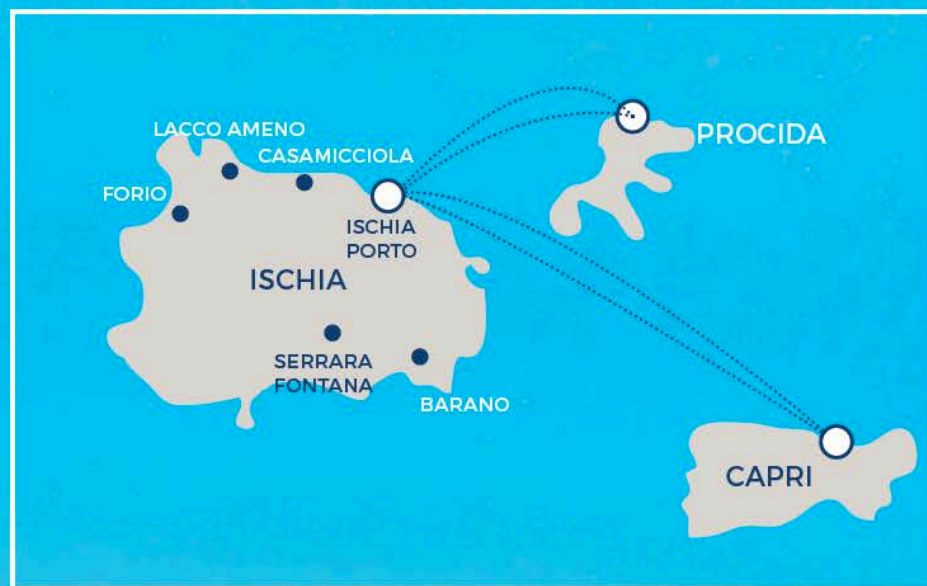 LACCO AMENO
CASAMICCIOLA
PROCIDA
FORIO
ISCHIA
PORTO
ISCHIA
SERRARA
FONTANA
BARANO
CAPRI